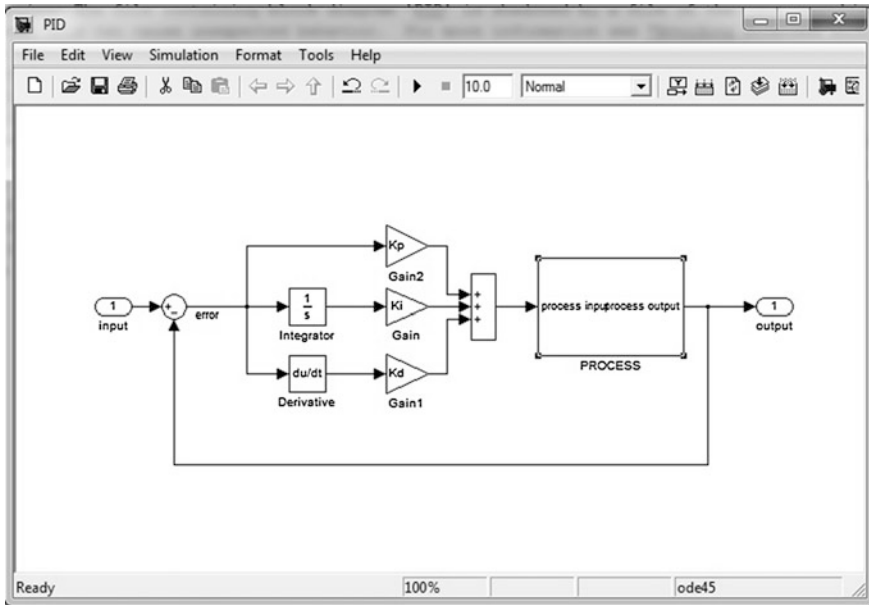 PID
File Edit View Simulation Format Tools Help
10.0 Normal
Kp
Gain2
1
input
+
-
error
1
s
Integrator
Ki
Gain
+
+
+
process inpuprocess output
PROCESS
1
output
du/dt
Derivative
Kd
Gain1
Ready 100% ode45